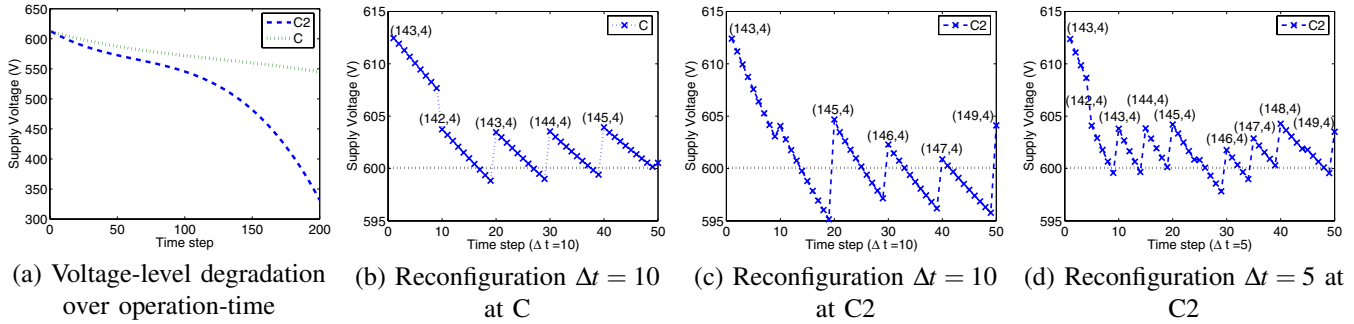 650
600
550
500
450
400
350
300
0 50 100 150 200
Supply Voltage (V)
Time step
C2
C
(a) Voltage-level degradation
over operation-time
615
610
605
600
595
0 10 20 30 40 50
Supply Voltage (V)
Time step (Δ t =10)
C
(143,4)
(142,4)
(143,4)
(144,4)
(145,4)
(b) Reconfiguration Δt = 10
at C
615
610
605
600
595
0 10 20 30 40 50
Supply Voltage (V)
Time step (Δ t =10)
C2
(143,4)
(145,4)
(146,4)
(147,4)
(149,4)
(c) Reconfiguration Δt = 10
at C2
615
610
605
600
595
0 10 20 30 40 50
Supply Voltage (V)
Time step (Δ t =5)
C2
(143,4)
(142,4)
(143,4)
(144,4)
(145,4)
(146,4)
(147,4)
(148,4)
(149,4)
(d) Reconfiguration Δt = 5 at
C2